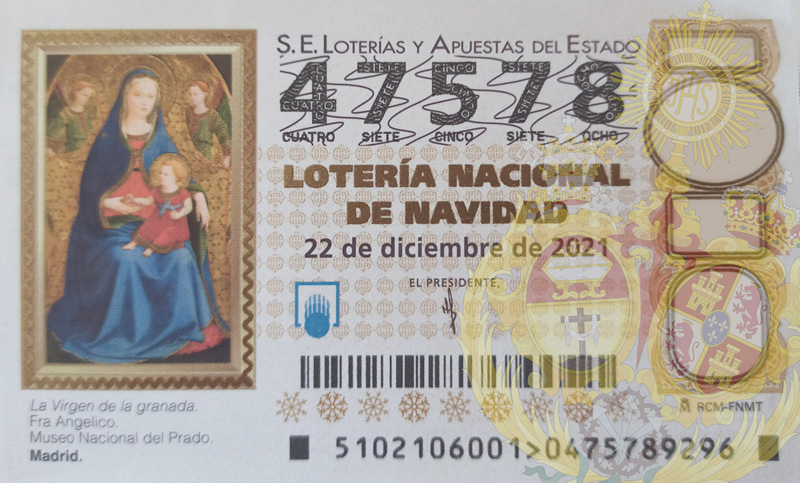 S. E. LOTERÍAS Y APUESTAS DEL ESTADO
47578
CUATRO SIETE CINCO SIETE OCHO
LOTERÍA NACIONAL
DE NAVIDAD
22 de diciembre de 2021
EL PRESIDENTE,
La Virgen de la granada.
Fra Angelico.
Museo Nacional del Prado.
Madrid.
RCM-FNMT
5102106001>0475789296